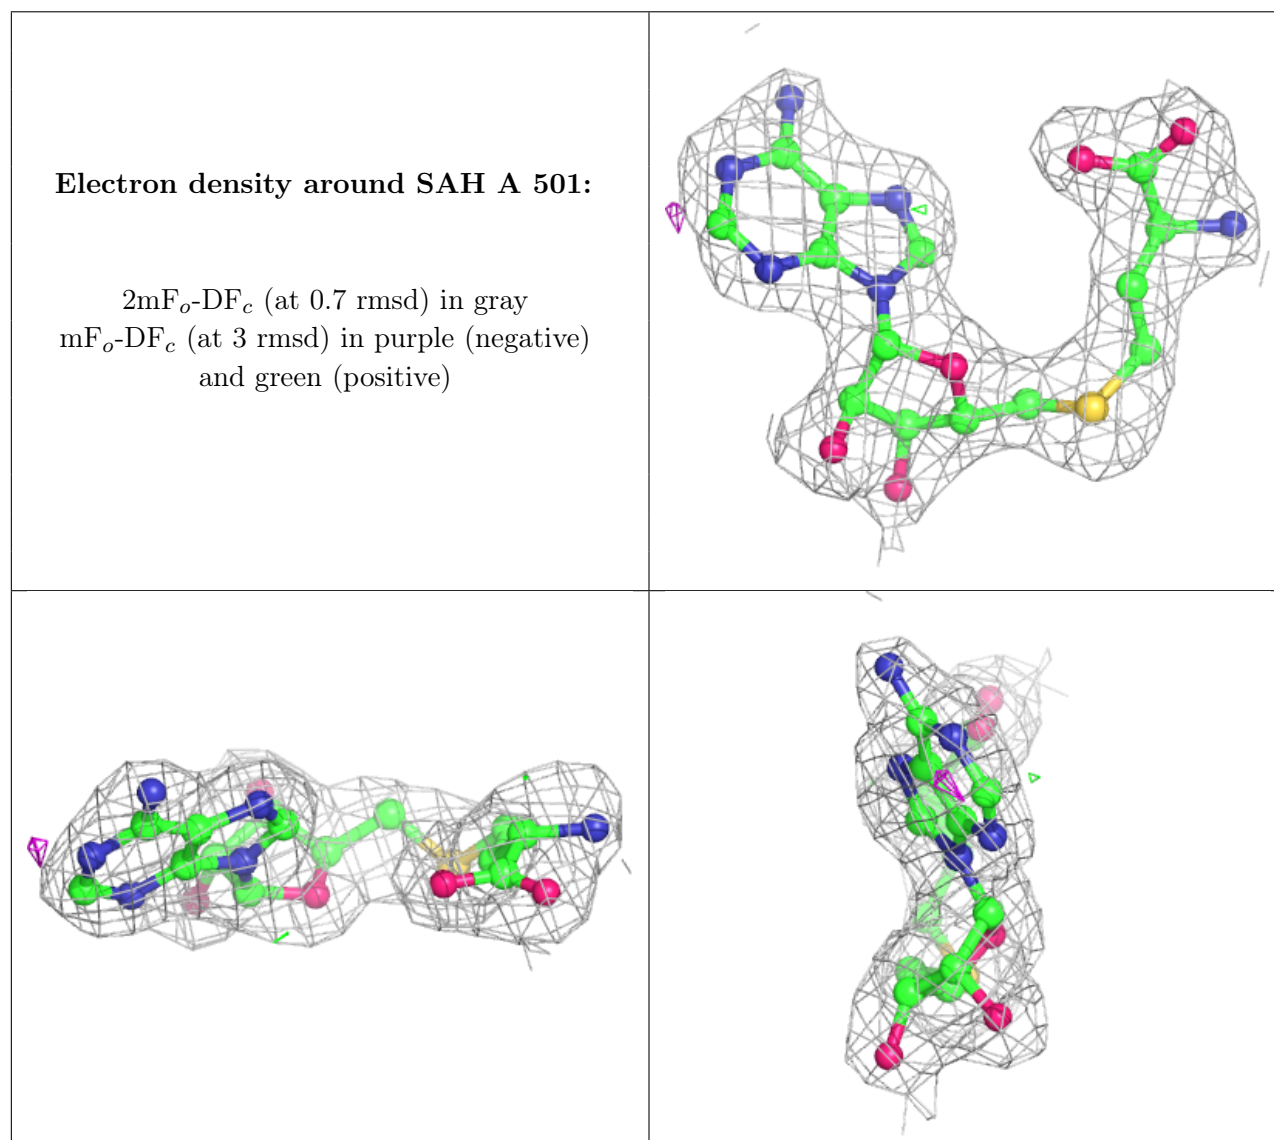 Electron density around SAH A 501:
2mFo-DFc (at 0.7 rmsd) in gray
mFo-DFc (at 3 rmsd) in purple (negative)
and green (positive)